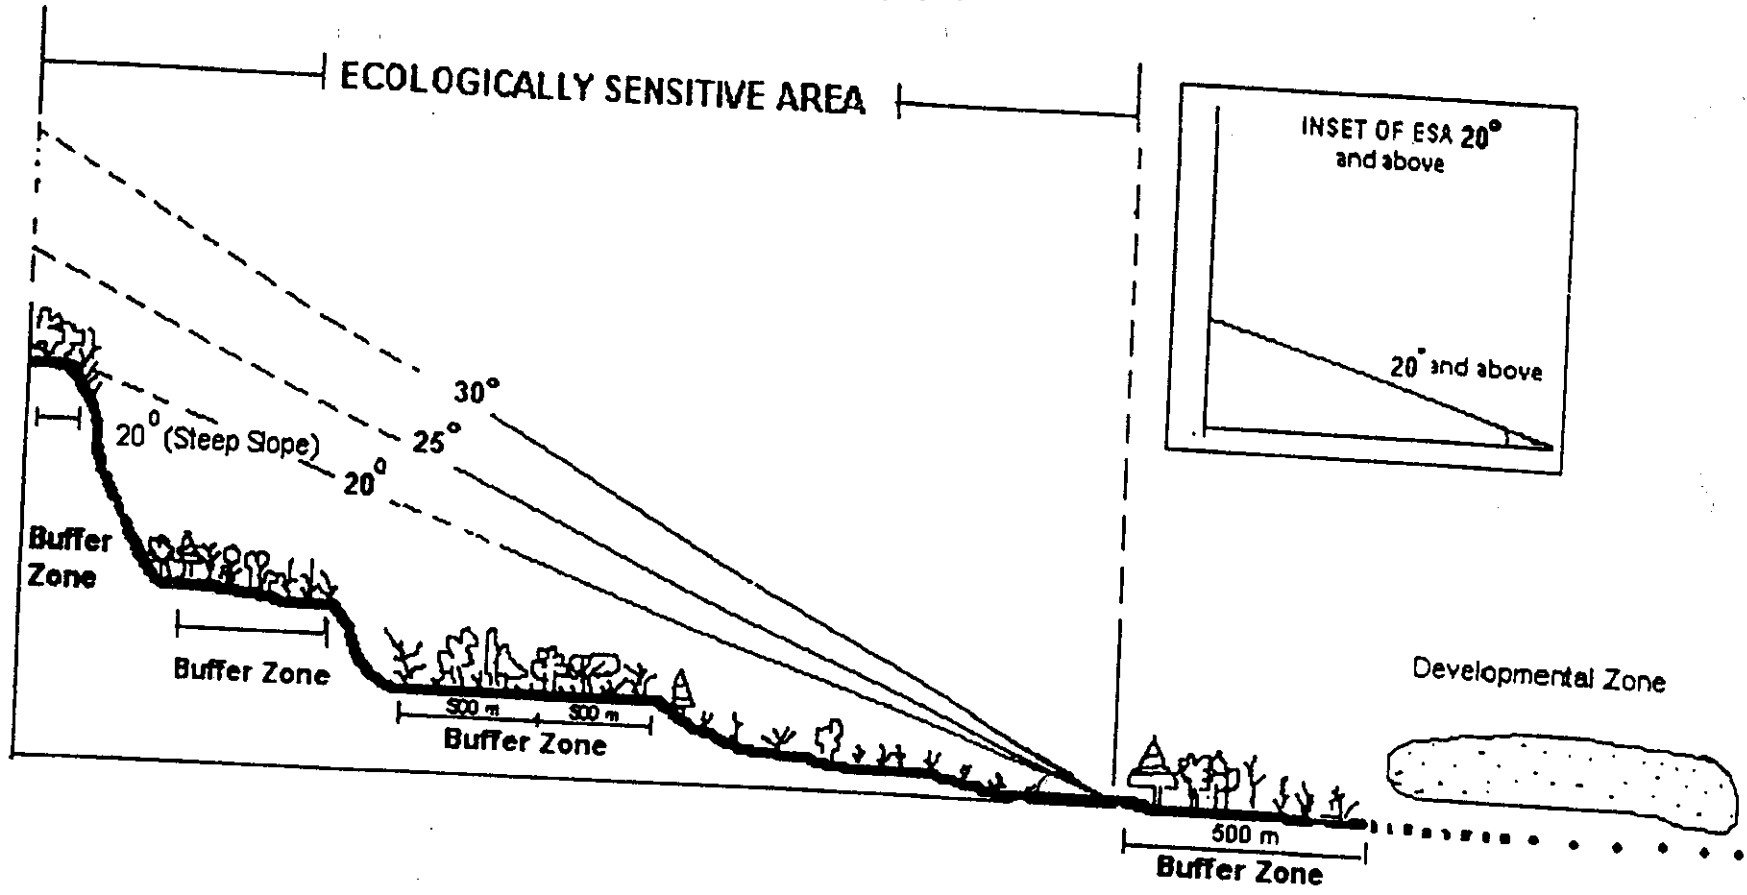 ECOLOGICALLY SENSITIVE AREA
INSET OF ESA 20°
and above
20° and above
30°
25°
20° (Steep Slope)
20°
Buffer
Zone
Buffer Zone
500 m 500 m
Buffer Zone
Developmental Zone
500 m
Buffer Zone